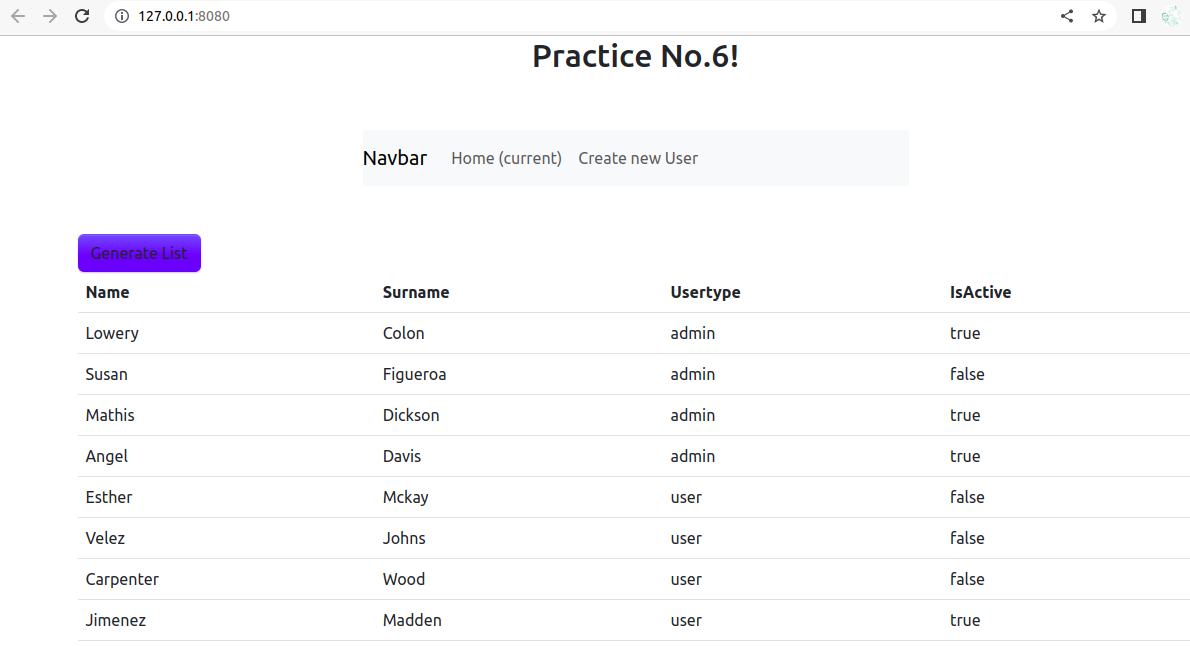 127.0.0.1:8080
Practice No.6!
Navbar Home (current) Create new User
Generate List
Name Surname Usertype IsActive
Lowery Colon admin true
Susan Figueroa admin false
Mathis Dickson admin true
Angel Davis admin true
Esther Mckay user false
Velez Johns user false
Carpenter Wood user false
Jimenez Madden user true